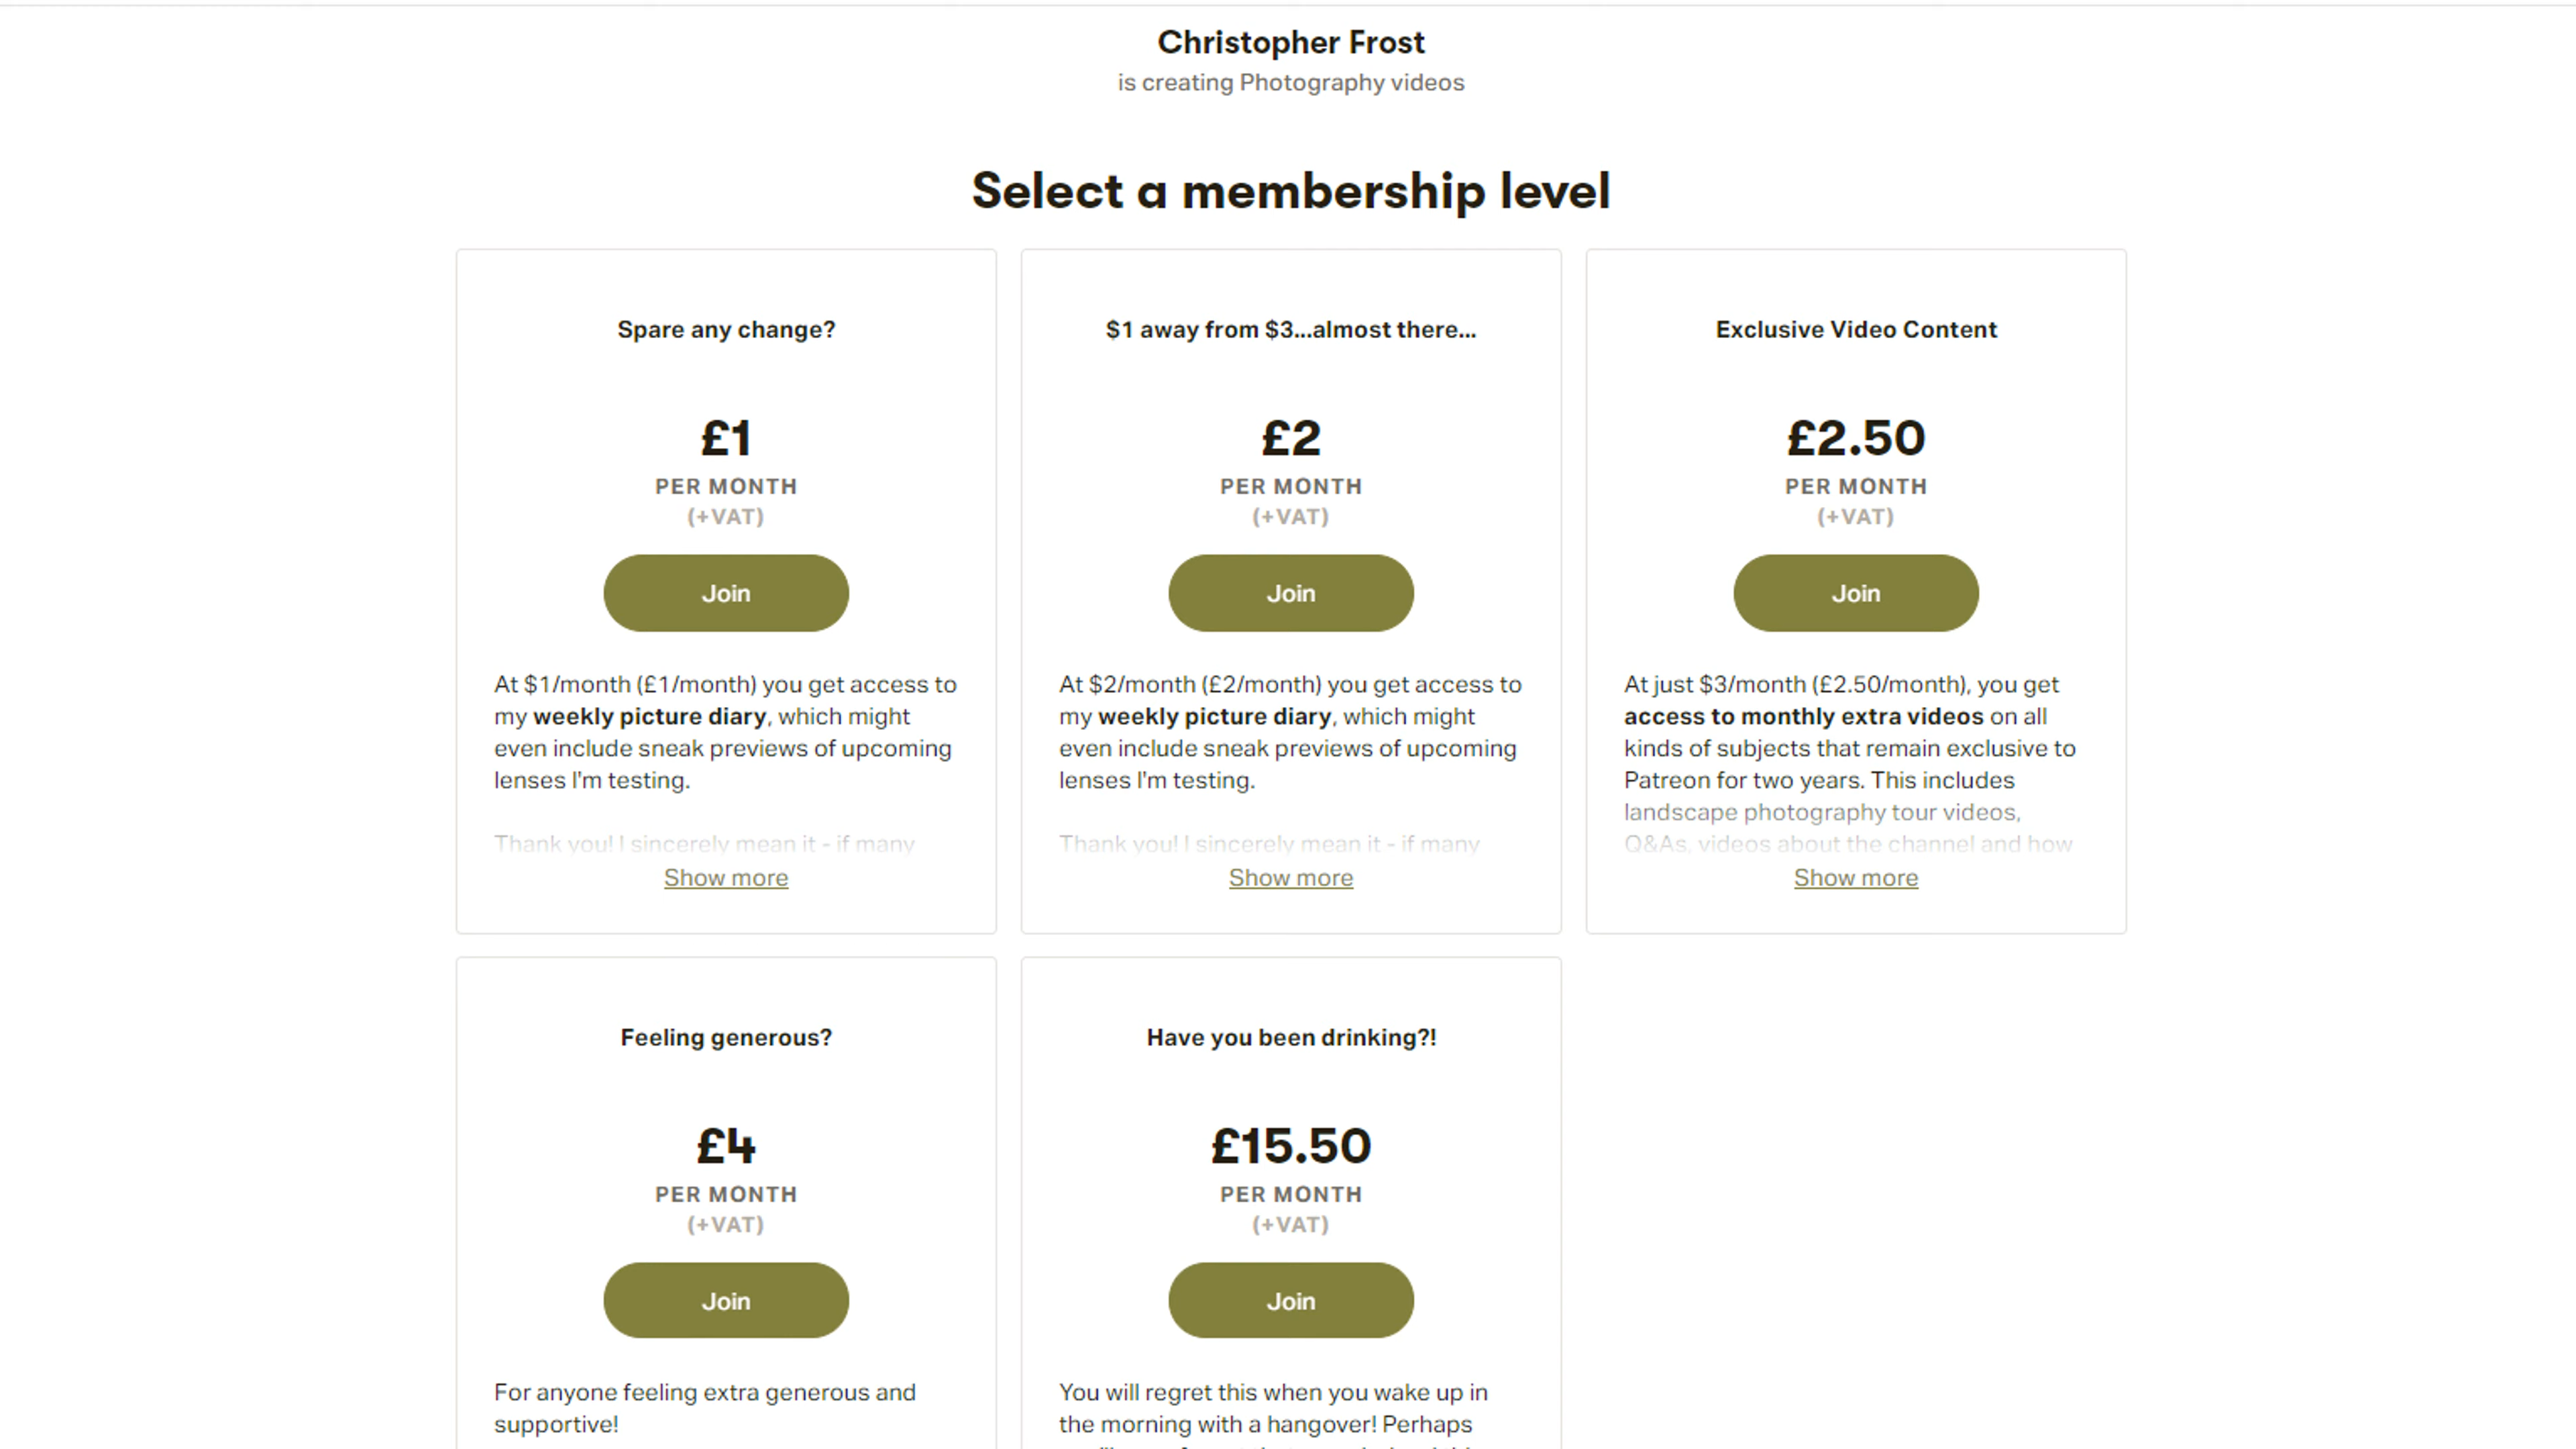 Christopher Frost
is creating Photography videos
Select a membership level
Spare any change?
£1
PER MONTH
(+VAT)
Join
At $1/month (£1/month) you get access to
my weekly picture diary, which might
even include sneak previews of upcoming
lenses I'm testing.
Thank you! I sincerely mean it - if many
Show more
$1 away from $3...almost there...
£2
PER MONTH
(+VAT)
Join
At $2/month (£2/month) you get access to
my weekly picture diary, which might
even include sneak previews of upcoming
lenses I'm testing.
Thank you! I sincerely mean it - if many
Show more
Exclusive Video Content
£2.50
PER MONTH
(+VAT)
Join
At just $3/month (£2.50/month), you get
access to monthly extra videos on all
kinds of subjects that remain exclusive to
Patreon for two years. This includes
landscape photography tour videos,
Q&As, videos about the channel and how
Show more
Feeling generous?
£4
PER MONTH
(+VAT)
Join
For anyone feeling extra generous and
supportive!
Have you been drinking?!
£15.50
PER MONTH
(+VAT)
Join
You will regret this when you wake up in
the morning with a hangover! Perhaps